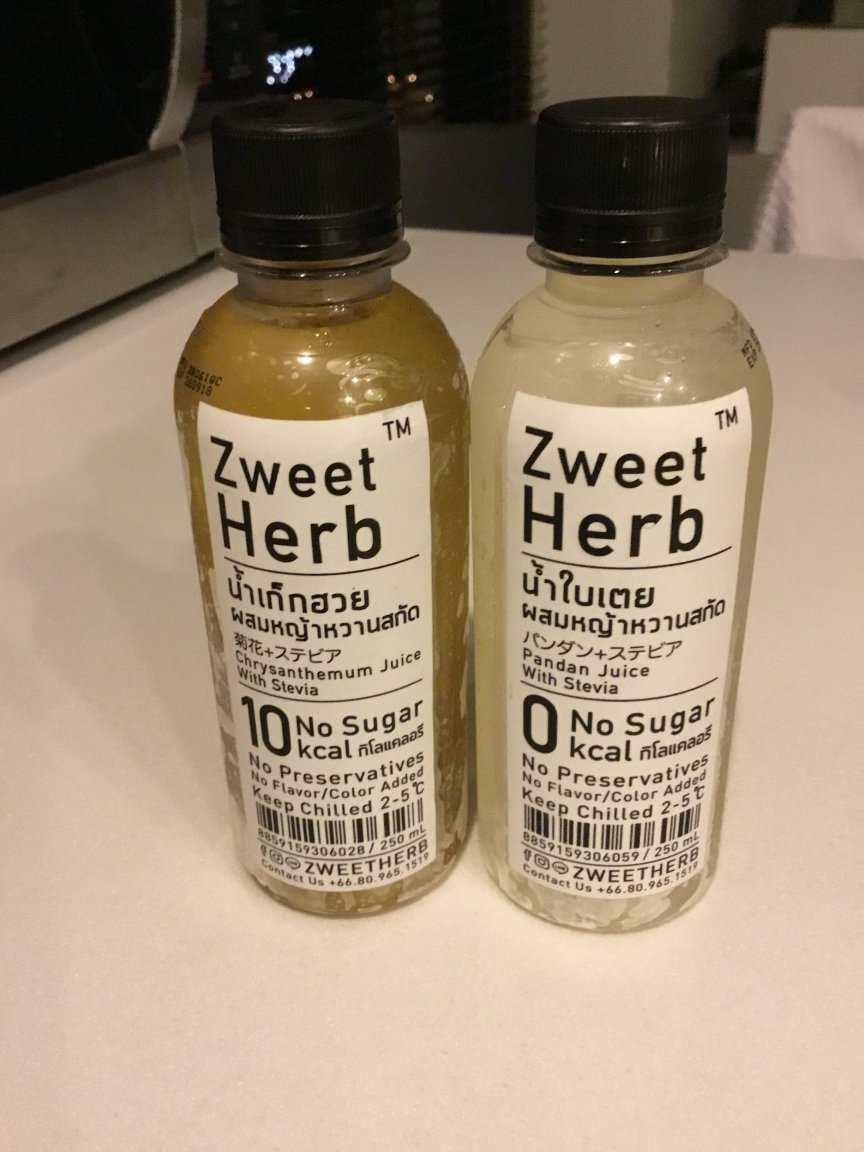 TM
Zweet
Herb
น้ำเก็กฮวย
ผสมหญ้าหวานสกัด
菊花+ステビア
Chrysanthemum Juice
With Stevia
10 No Sugar
kcal กิโลแคลอรี
No Preservatives
No Flavor/Color Added
Keep Chilled 2-5℃
8859159306028 / 250 mL
ZWEETHERB
Contact Us +66.80.965.1519
MFD
EXP
TM
Zweet
Herb
น้ำใบเตย
ผสมหญ้าหวานสกัด
パンダン+ステビア
Pandan Juice
With Stevia
0 No Sugar
kcal กิโลแคลอรี
No Preservatives
No Flavor/Color Added
Keep Chilled 2-5℃
8859159306059 / 250 mL
ZWEETHERB
Contact Us +66.80.965.1519